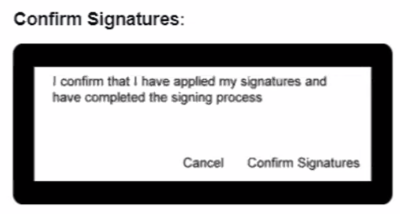 Confirm Signatures:
I confirm that I have applied my signatures and
have completed the signing process
Cancel Confirm Signatures